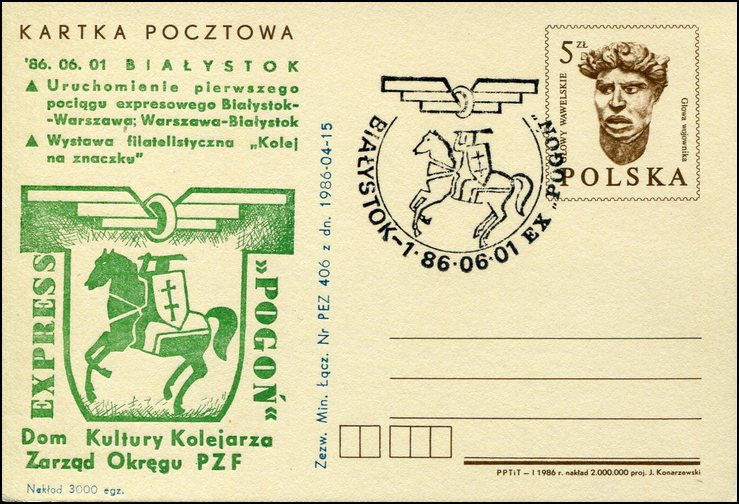 KARTKA POCZTOWA
'86. 06. 01 BIAŁYSTOK
▲ Uruchomienie pierwszego
pociągu expresowego Białystok-
-Warszawa; Warszawa-Białystok
▲ Wystawa filatelistyczna „Kolej
na znaczku”
EXPRESS
„POGOŃ”
Dom Kultury Kolejarza
Zarząd Okręgu PZF
Nakład 3000 egz.
Zezw. Min. Łącz. Nr PEZ 406 z dn. 1986-04-15
BIAŁYSTOK-1·86·06·01 EX „POGOŃ”
5 ZŁ
GŁOWY WAWELSKIE
Głowa wojownika
POLSKA
PPTiT – I 1986 r. nakład 2.000.000 proj. J. Konarzewski